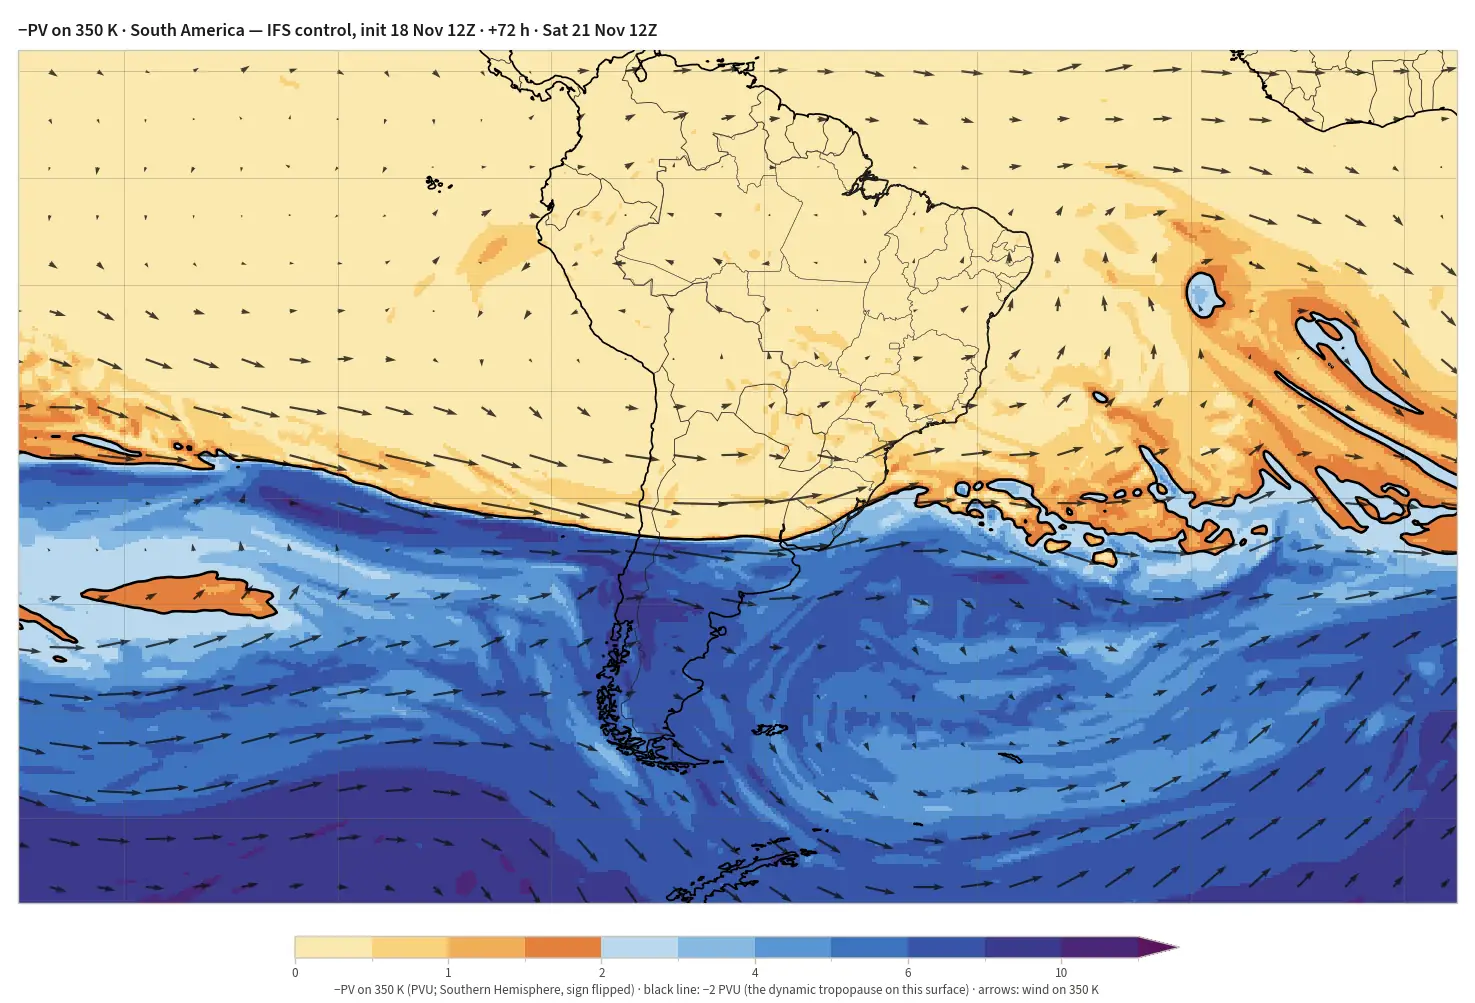 −PV on 350 K · South America — IFS control, init 18 Nov 12Z · +72 h · Sat 21 Nov 12Z
0 1 2 4 6 10
−PV on 350 K (PVU; Southern Hemisphere, sign flipped) · black line: −2 PVU (the dynamic tropopause on this surface) · arrows: wind on 350 K